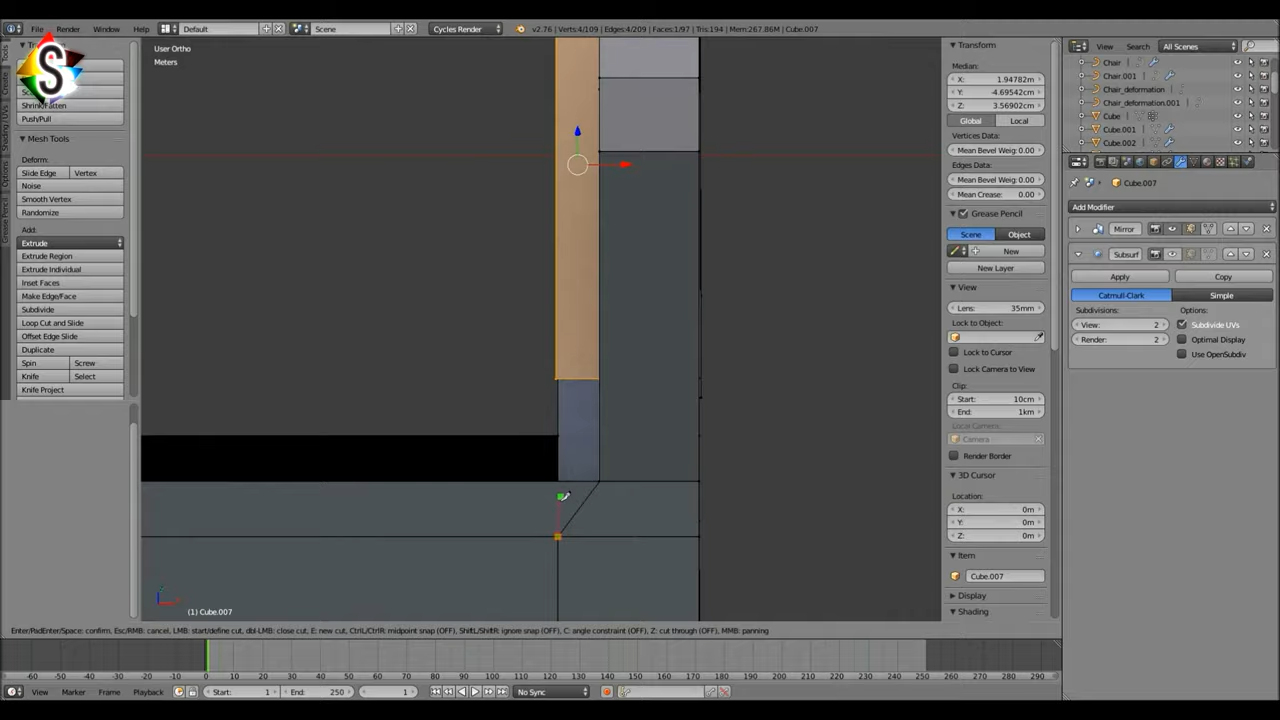 File Render Window Help Default Scene Cycles Render v2.76 | Verts:4/109 | Edges:4/209 | Faces:1/97 | Tris:194 | Mem:267.86M | Cube.007
S
User Ortho
Meters
Shrink/Fatten
Push/Pull
Mesh Tools
Deform:
Slide Edge Vertex
Noise
Smooth Vertex
Randomize
Add:
Extrude
Extrude Region
Extrude Individual
Inset Faces
Make Edge/Face
Subdivide
Loop Cut and Slide
Offset Edge Slide
Duplicate
Spin Screw
Knife Select
Knife Project
Tools
Create
Shading / UVs
Options
Grease Pencil
(1) Cube.007
Enter/PadEnter/Space: confirm, Esc/RMB: cancel, LMB: start/define cut, dbl-LMB: close cut, E: new cut, Ctrl/CtrlR: midpoint snap (OFF), ShiftL/ShiftR: ignore snap (OFF), C: angle constraint (OFF), Z: cut through (OFF), MMB: panning
Transform
Median:
X: 1.94782m
Y: -4.69542m
Z: 3.56902m
Global Local
Vertices Data:
Mean Bevel Weig: 0.00
Edges Data:
Mean Bevel Weig: 0.00
Mean Crease: 0.00
Grease Pencil
Scene Object
New
New Layer
View
Lens: 35mm
Lock to Object:
Lock to Cursor
Lock Camera to View
Clip:
Start: 10cm
End: 1km
Local Camera:
Camera
Render Border
3D Cursor
Location:
X: 0m
Y: 0m
Z: 0m
Item
Cube.007
Display
Shading
View Search All Scenes
Chair
Chair.001
Chair_deformation
Chair_deformation.001
Cube
Cube.001
Cube.002
Cube.007
Add Modifier
Mirror
Subsurf
Apply Copy
Catmull-Clark Simple
Subdivisions: Options:
View: 2 Subdivide UVs
Render: 2 Optimal Display
Use OpenSubdiv
-60 -50 -40 -30 -20 -10 0 10 20 30 40 50 60 70 80 90 100 110 120 130 140 150 160 170 180 190 200 210 220 230 240 250 260 270 280 290
View Marker Frame Playback Start: 1 End: 250 1 No Sync